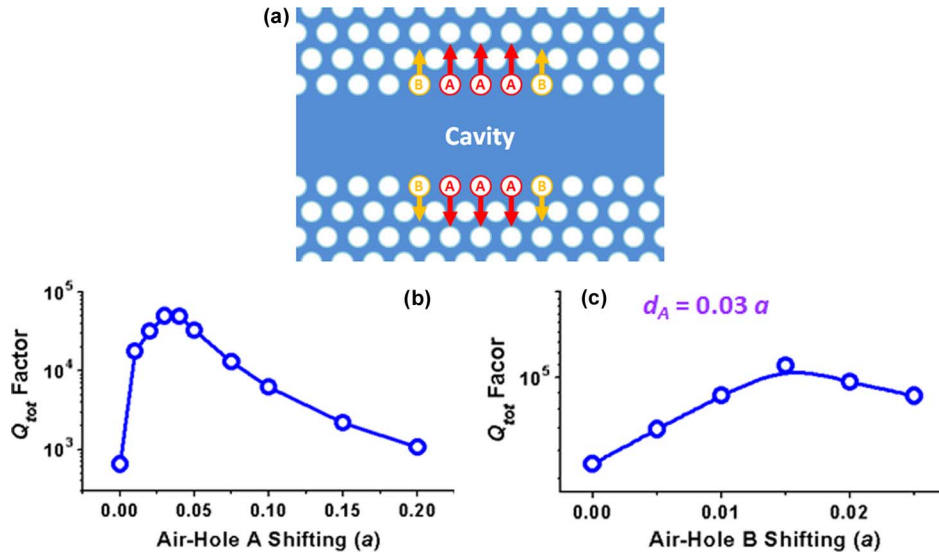 (a)
B A A A B
Cavity
B A A A B
(b)
10^5
10^4
10^3
Q_tot Factor
0.00 0.05 0.10 0.15 0.20
Air-Hole A Shifting (a)
(c)
d_A = 0.03 a
10^5
Q_tot Facor
0.00 0.01 0.02
Air-Hole B Shifting (a)